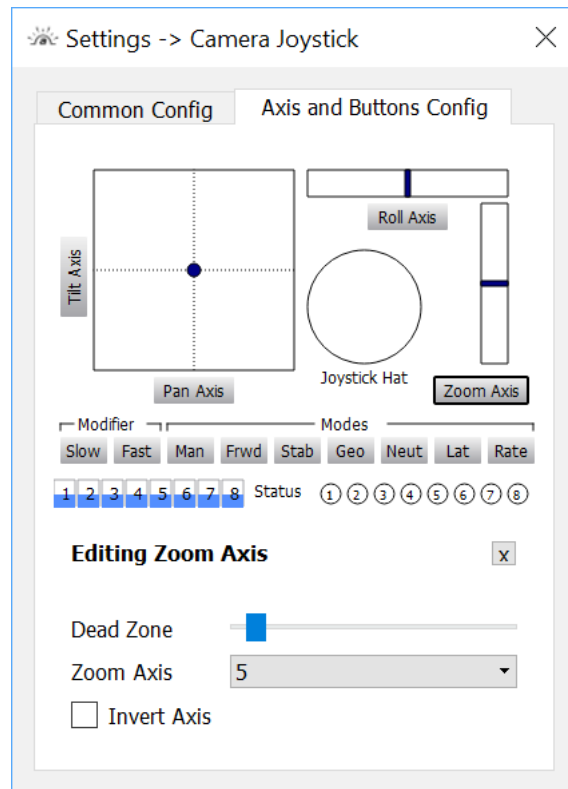 Settings -> Camera Joystick
Common Config
Axis and Buttons Config
Roll Axis
Tilt Axis
Joystick Hat
Pan Axis
Zoom Axis
Modifier
Modes
Slow Fast Man Frwd Stab Geo Neut Lat Rate
1 2 3 4 5 6 7 8 Status 1 2 3 4 5 6 7 8
Editing Zoom Axis
x
Dead Zone
Zoom Axis 5
Invert Axis